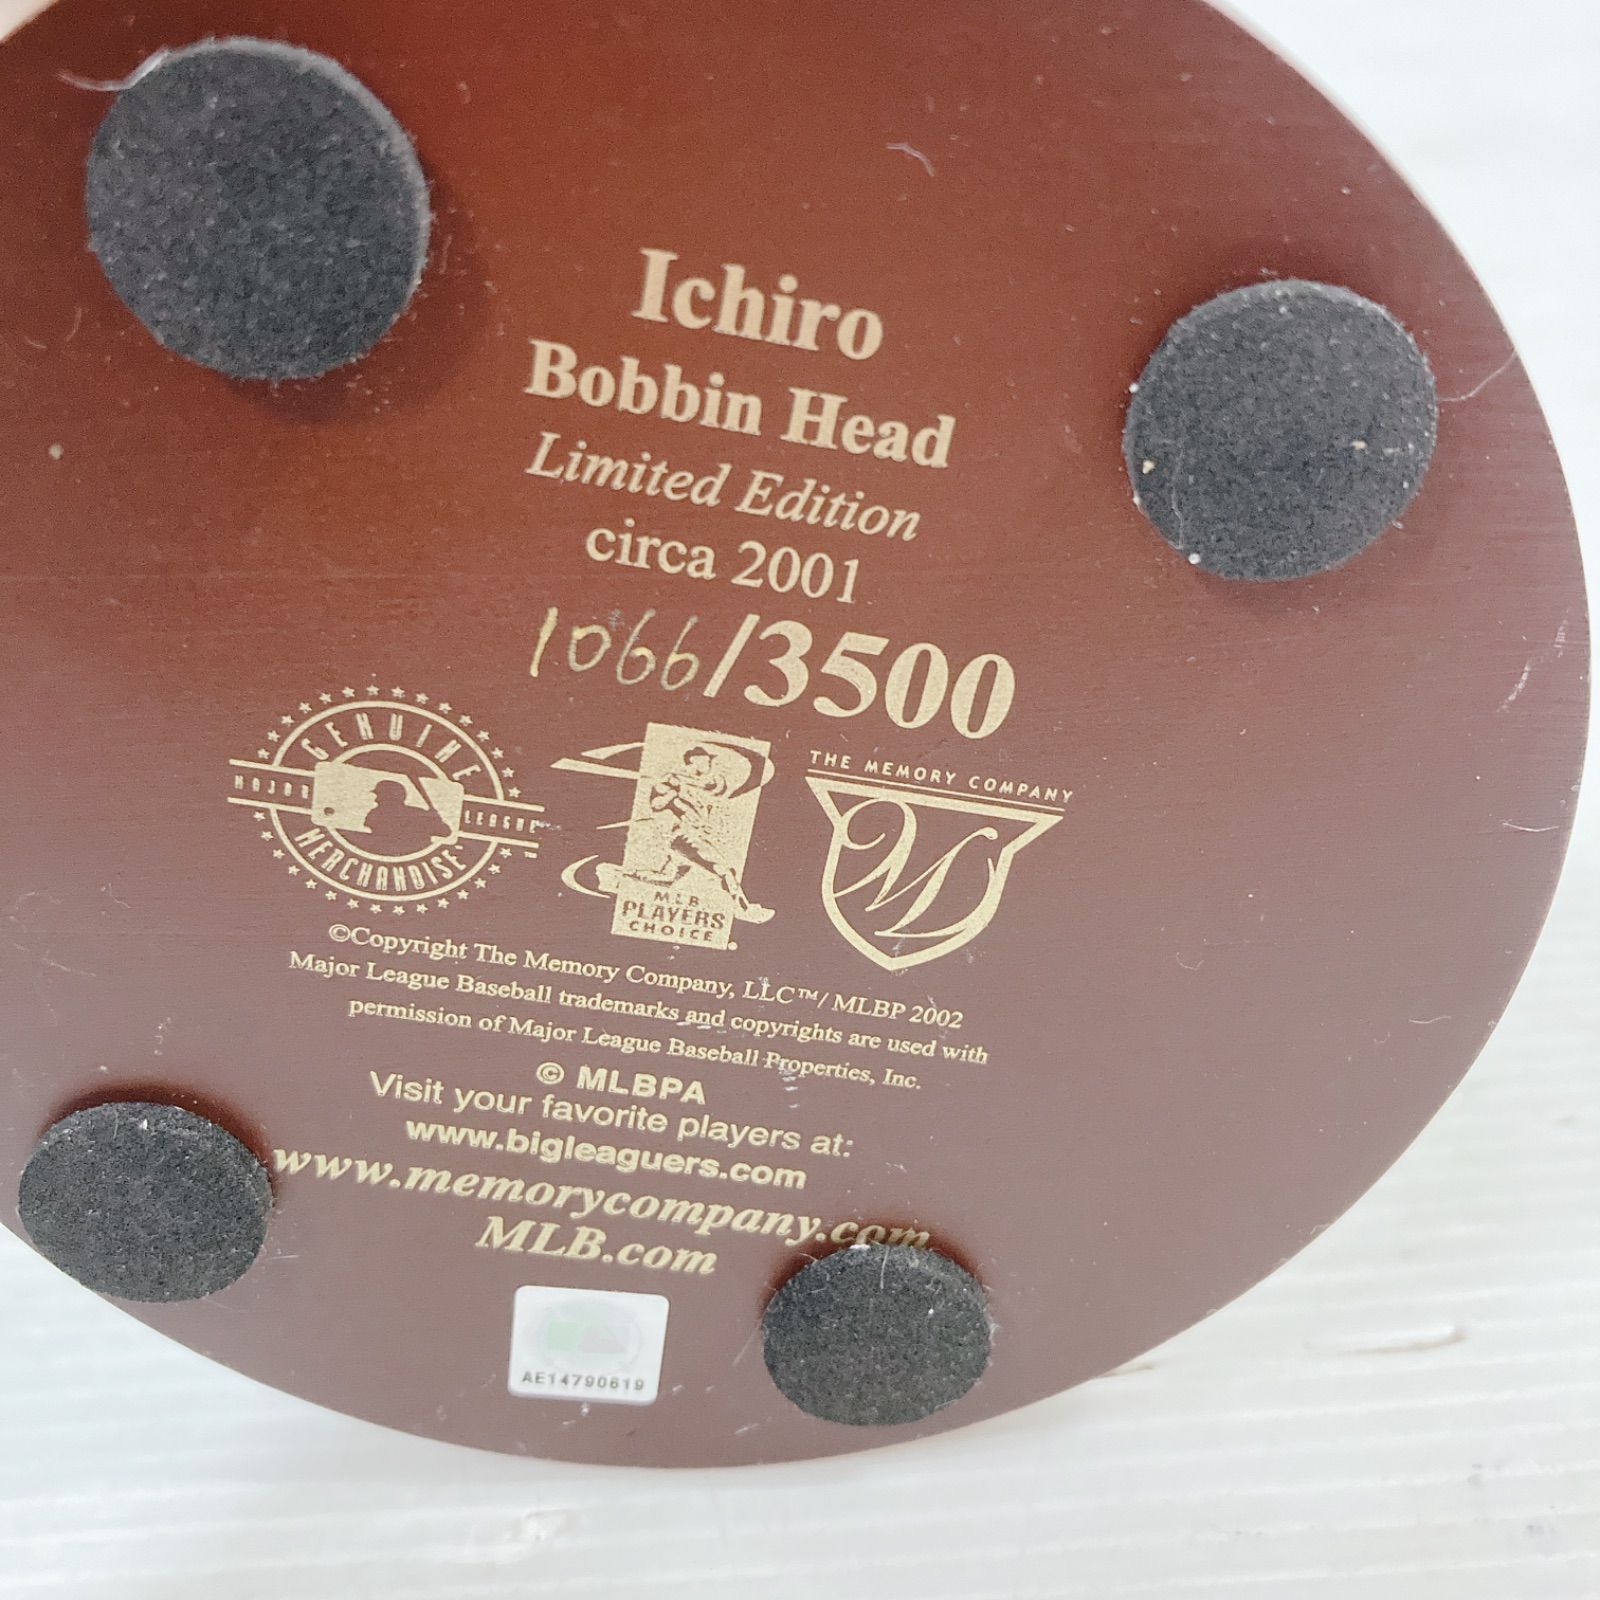 Ichiro
Bobbin Head
Limited Edition
circa 2001
1066/3500
GENUINE
MAJOR LEAGUE
MERCHANDISE™
MLB
PLAYERS
CHOICE®
THE MEMORY COMPANY
M
©Copyright The Memory Company, LLC™/ MLBP 2002
Major League Baseball trademarks and copyrights are used with
permission of Major League Baseball Properties, Inc.
© MLBPA
Visit your favorite players at:
www.bigleaguers.com
www.memorycompany.com
MLB.com
AE14790619